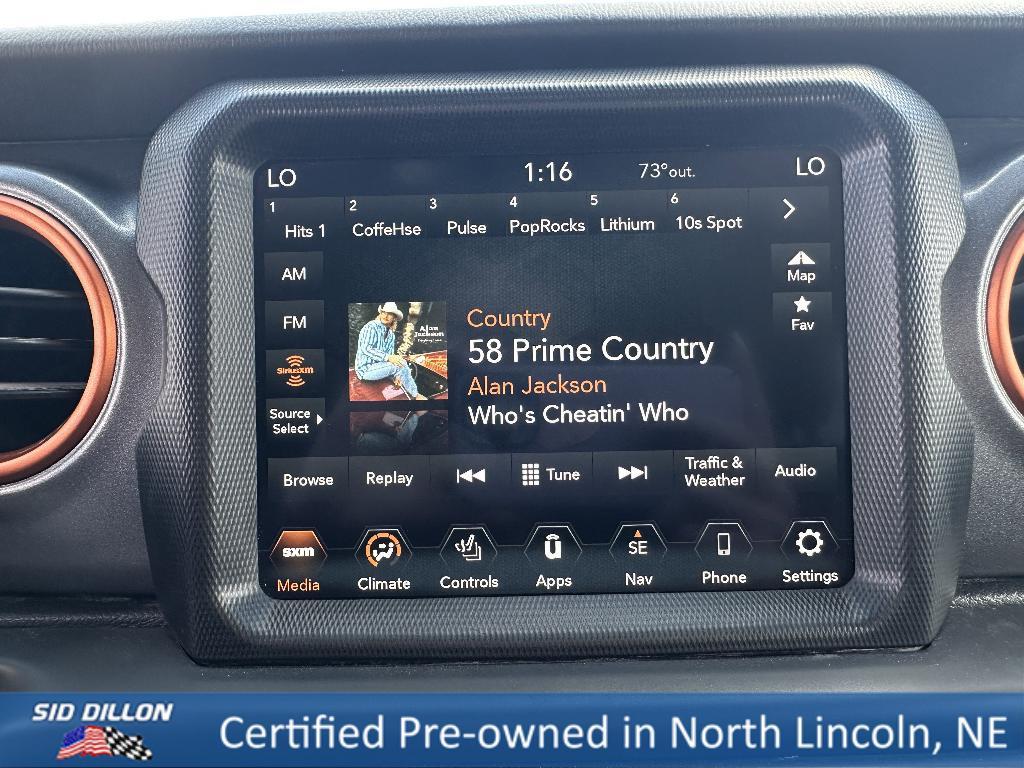 LO 1:16 73°out. LO
1 2 3 4 5 6
Hits 1 CoffeHse Pulse PopRocks Lithium 10s Spot
AM
Map
FM
Fav
SiriusXM
Source
Select
Alan
Jackson
Country
58 Prime Country
Alan Jackson
Who's Cheatin' Who
Browse Replay Tune Traffic &
Weather Audio
sxm SE
Media Climate Controls Apps Nav Phone Settings
SID DILLON
Certified Pre-owned in North Lincoln, NE